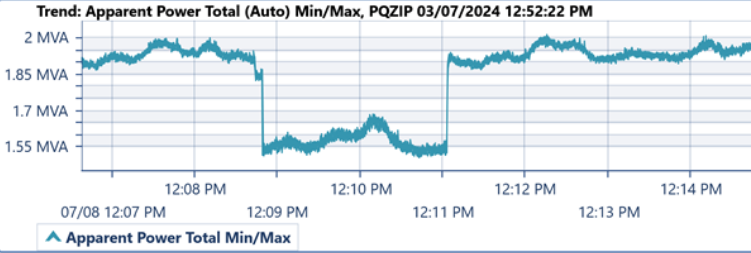 Trend: Apparent Power Total (Auto) Min/Max, PQZIP 03/07/2024 12:52:22 PM
2 MVA
1.85 MVA
1.7 MVA
1.55 MVA
12:08 PM 12:10 PM 12:12 PM 12:14 PM
07/08 12:07 PM 12:09 PM 12:11 PM 12:13 PM
Apparent Power Total Min/Max